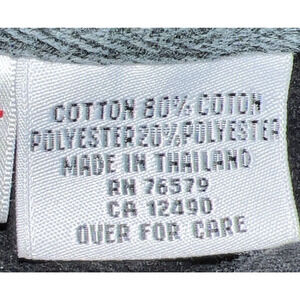 COTTON 80% COTON
POLYESTER 20% POLYESTER
MADE IN THAILAND
RN 76579
CA 12490
OVER FOR CARE